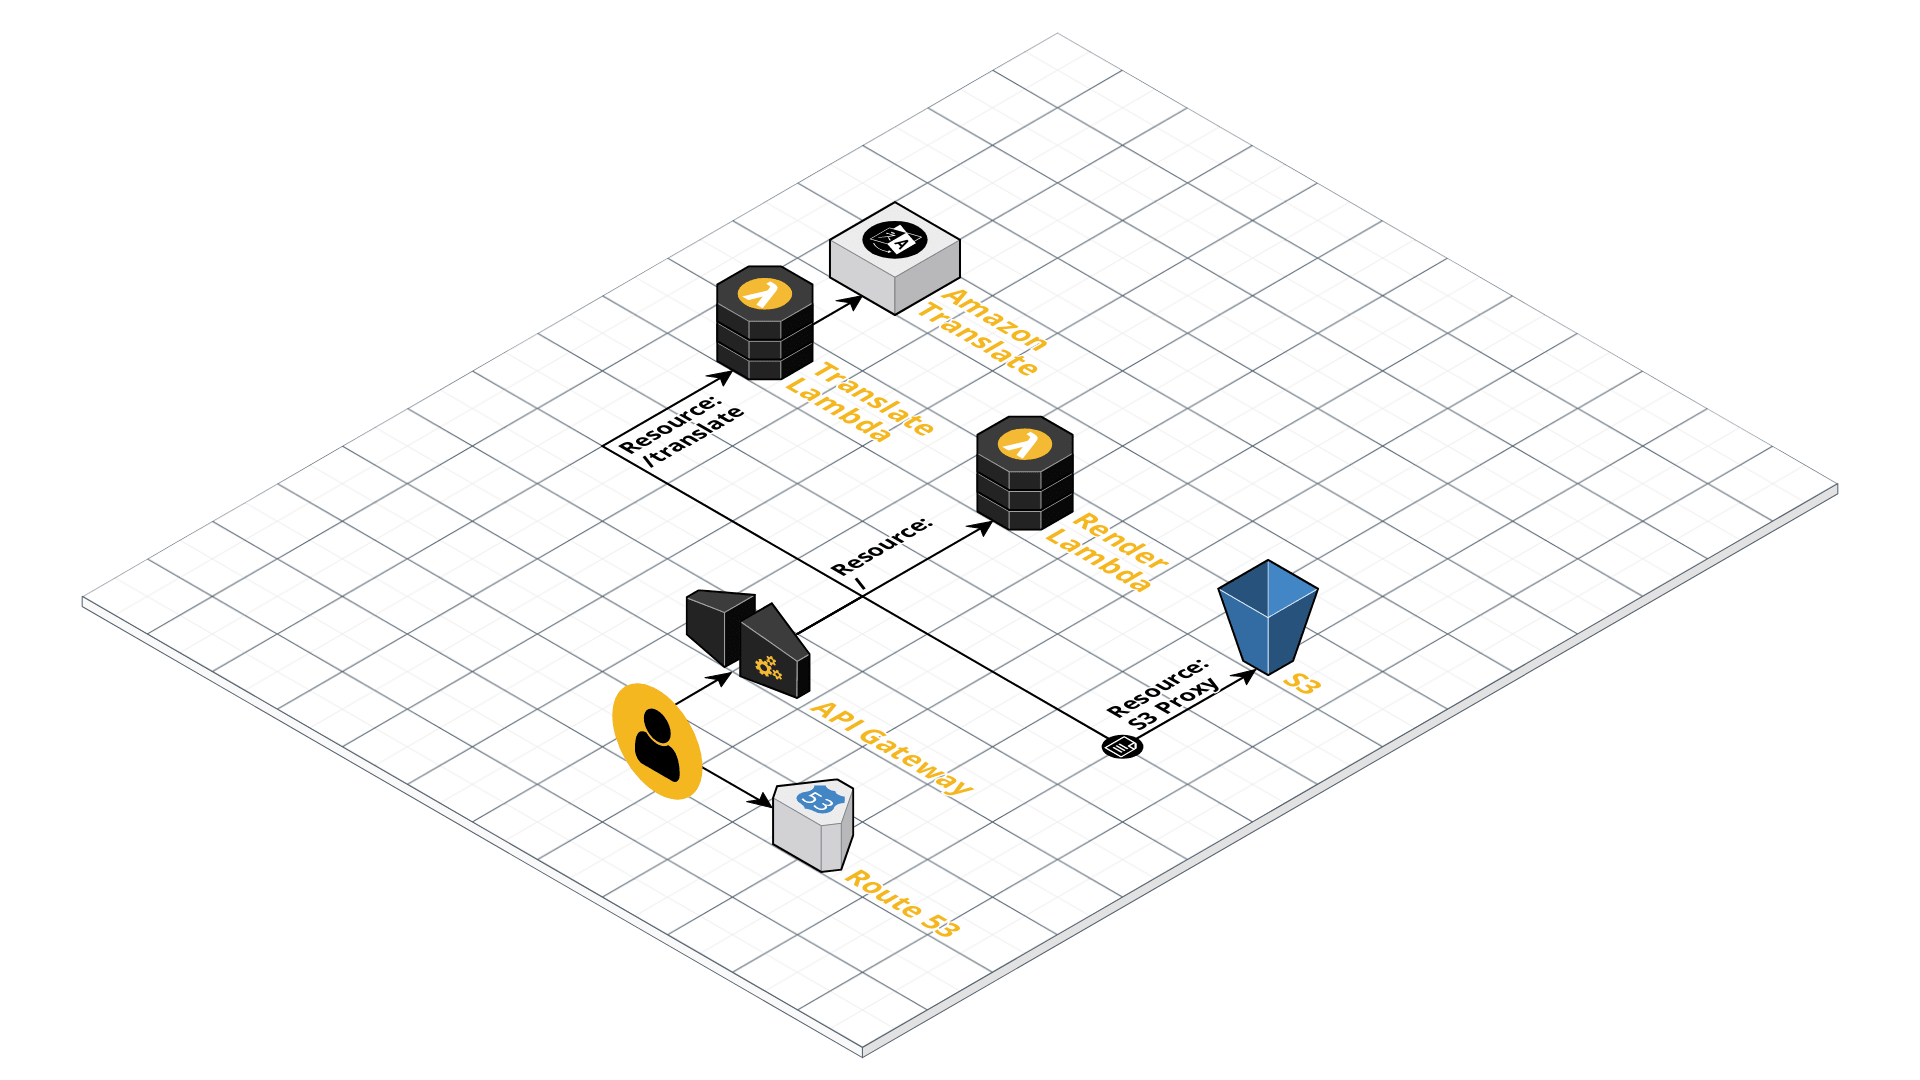 Amazon
Translate
Translate
Lambda
Resource:
/translate
Render
Lambda
Resource:
/
S3
Resource:
S3 Proxy
API Gateway
53
Route 53